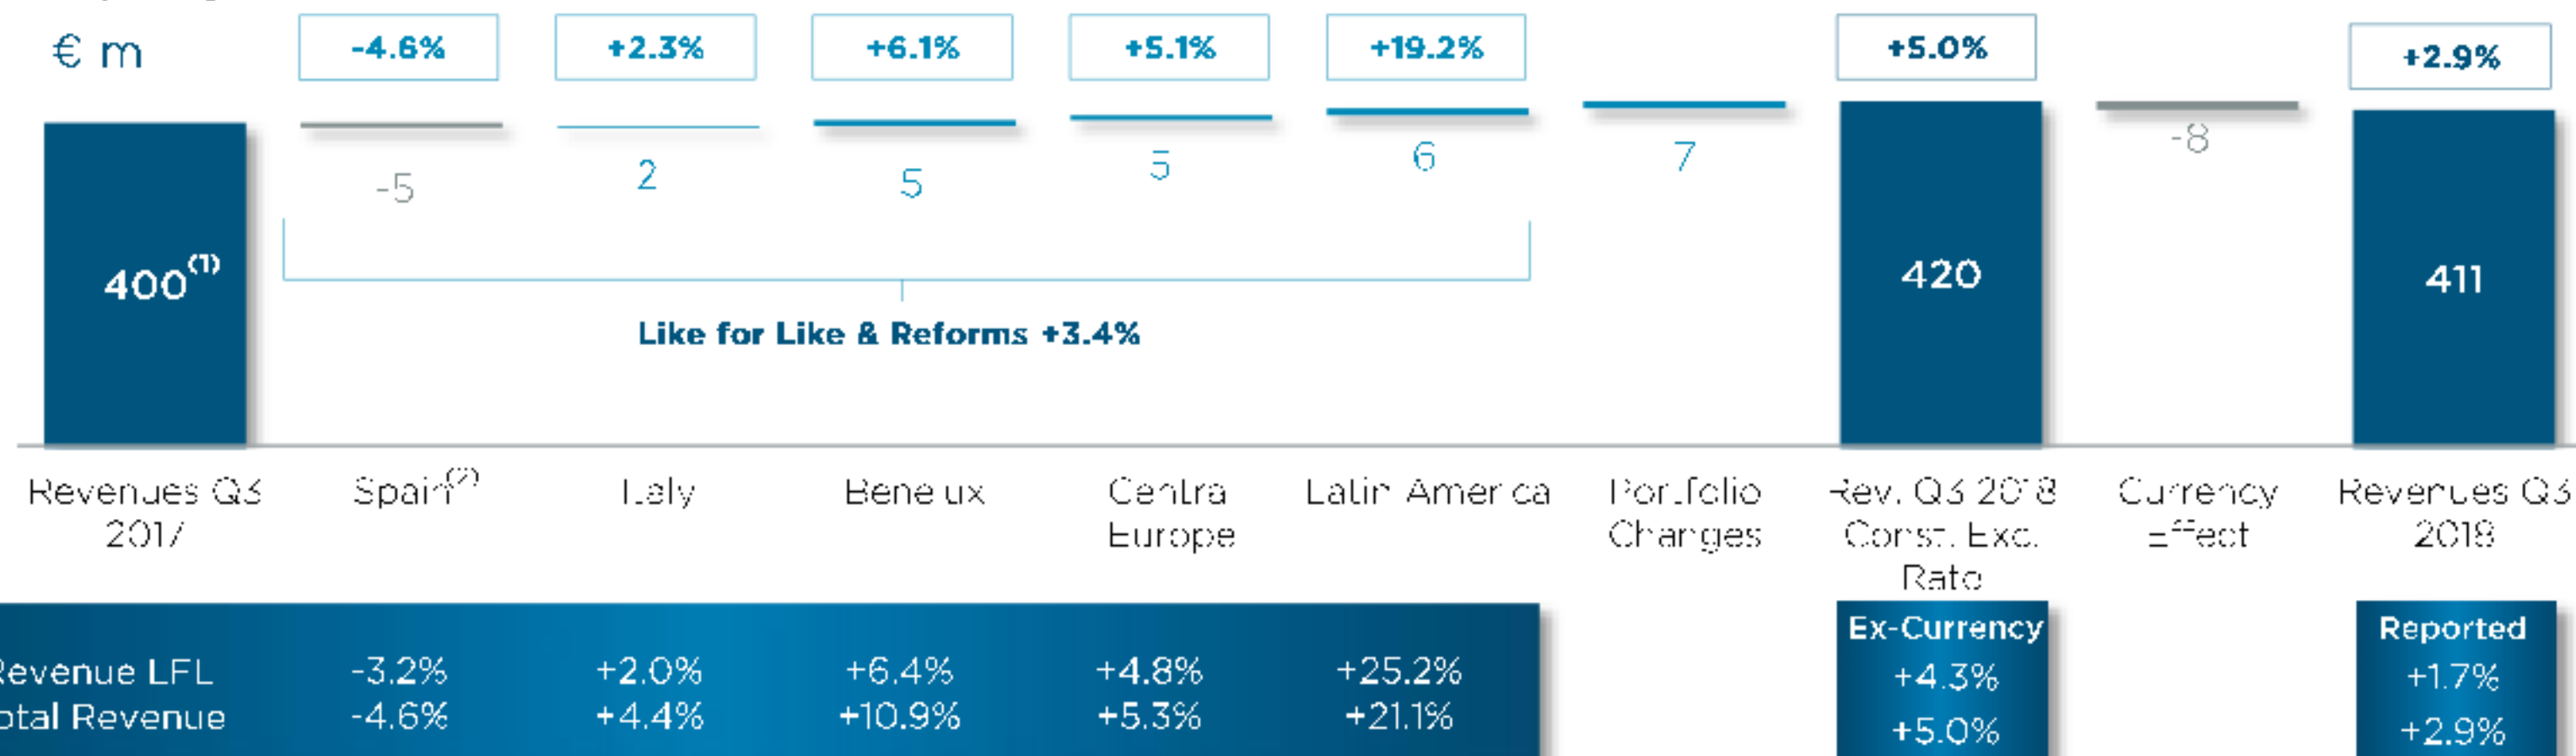 € m
-4.6% +2.3% +6.1% +5.1% +19.2% +5.0% +2.9%
-5 2 5 5 6 7 -8
400(1) 420 411
Like for Like & Reforms +3.4%
Revenues Q3 2017
Spain(2)
Italy
Benelux
Central Europe
Latin America
Portfolio Changes
Rev. Q3 2018 Const. Exc. Rate
Currency Effect
Revenues Q3 2018
Ex-Currency Reported
Revenue LFL -3.2% +2.0% +6.4% +4.8% +25.2% +4.3% +1.7%
Total Revenue -4.6% +4.4% +10.9% +5.3% +21.1% +5.0% +2.9%